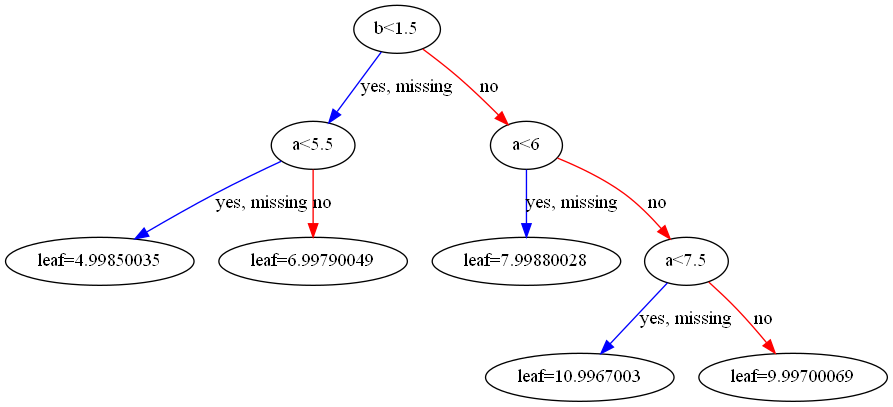 b<1.5
yes, missing
no
a<5.5
a<6
yes, missing
no
yes, missing
no
leaf=4.99850035
leaf=6.99790049
leaf=7.99880028
a<7.5
yes, missing
no
leaf=10.9967003
leaf=9.99700069